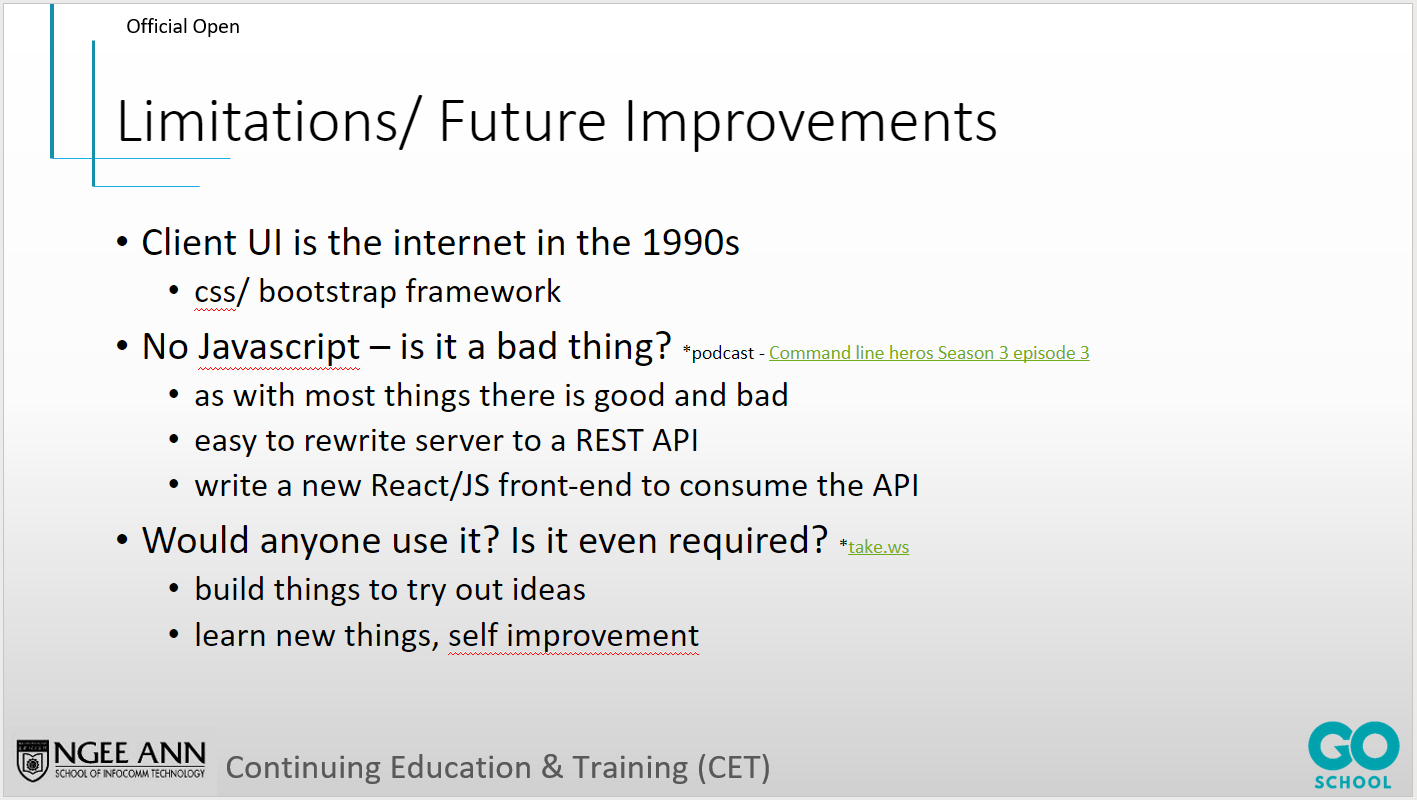 Official Open
Limitations/ Future Improvements
• Client UI is the internet in the 1990s
• css/ bootstrap framework
• No Javascript – is it a bad thing? *podcast - Command line heros Season 3 episode 3
• as with most things there is good and bad
• easy to rewrite server to a REST API
• write a new React/JS front-end to consume the API
• Would anyone use it? Is it even required? *take.ws
• build things to try out ideas
• learn new things, self improvement
NGEE ANN
SCHOOL OF INFOCOMM TECHNOLOGY
Continuing Education & Training (CET)
GO
SCHOOL